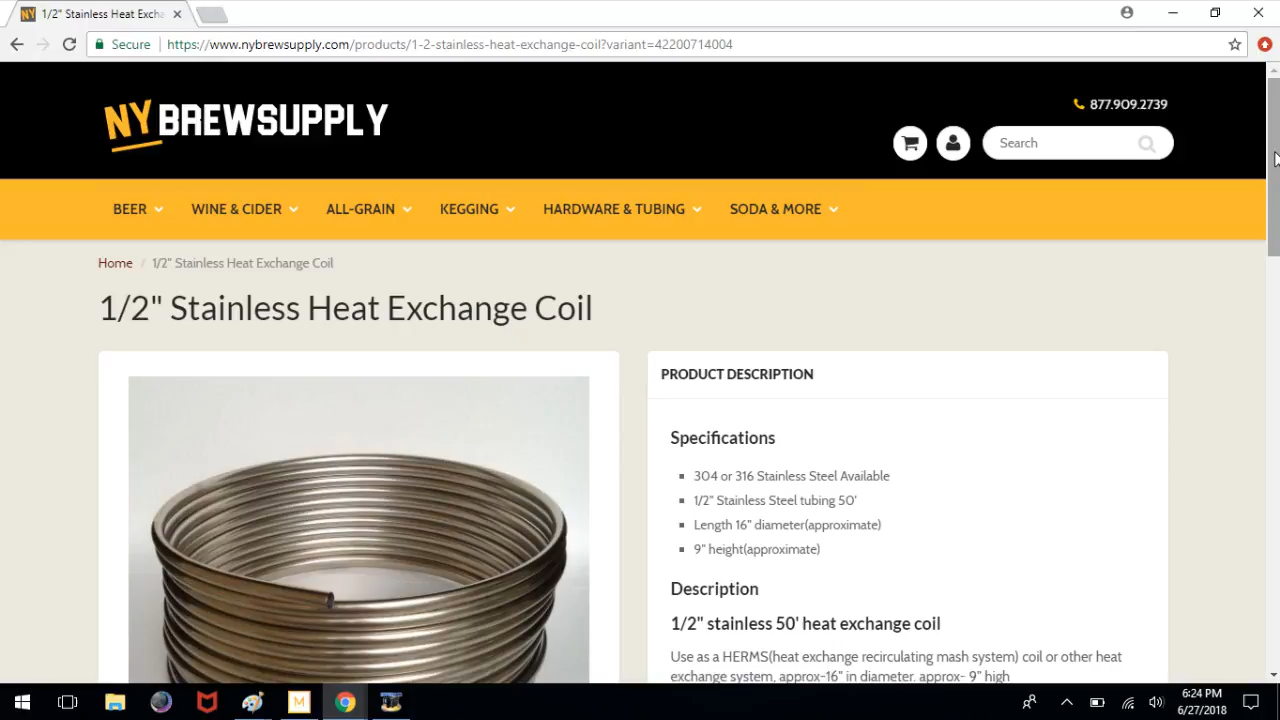 1/2" Stainless Heat Excha
Secure
https://www.nybrewsupply.com/products/1-2-stainless-heat-exchange-coil?variant=42200714004
NY BREWSUPPLY
877.909.2739
Search
BEER
WINE & CIDER
ALL-GRAIN
KEGGING
HARDWARE & TUBING
SODA & MORE
Home / 1/2" Stainless Heat Exchange Coil
1/2" Stainless Heat Exchange Coil
PRODUCT DESCRIPTION
Specifications
304 or 316 Stainless Steel Available
1/2" Stainless Steel tubing 50'
Length 16" diameter(approximate)
9" height(approximate)
Description
1/2" stainless 50' heat exchange coil
Use as a HERMS(heat exchange recirculating mash system) coil or other heat
exchange system, approx-16" in diameter. approx- 9" high
6:24 PM
6/27/2018